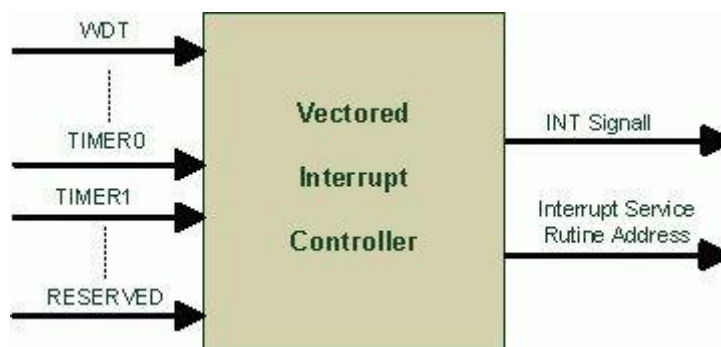 WDT
TIMER0
TIMER1
RESERVED
Vectored
Interrupt
Controller
INT Signall
Interrupt Service
Rutine Address